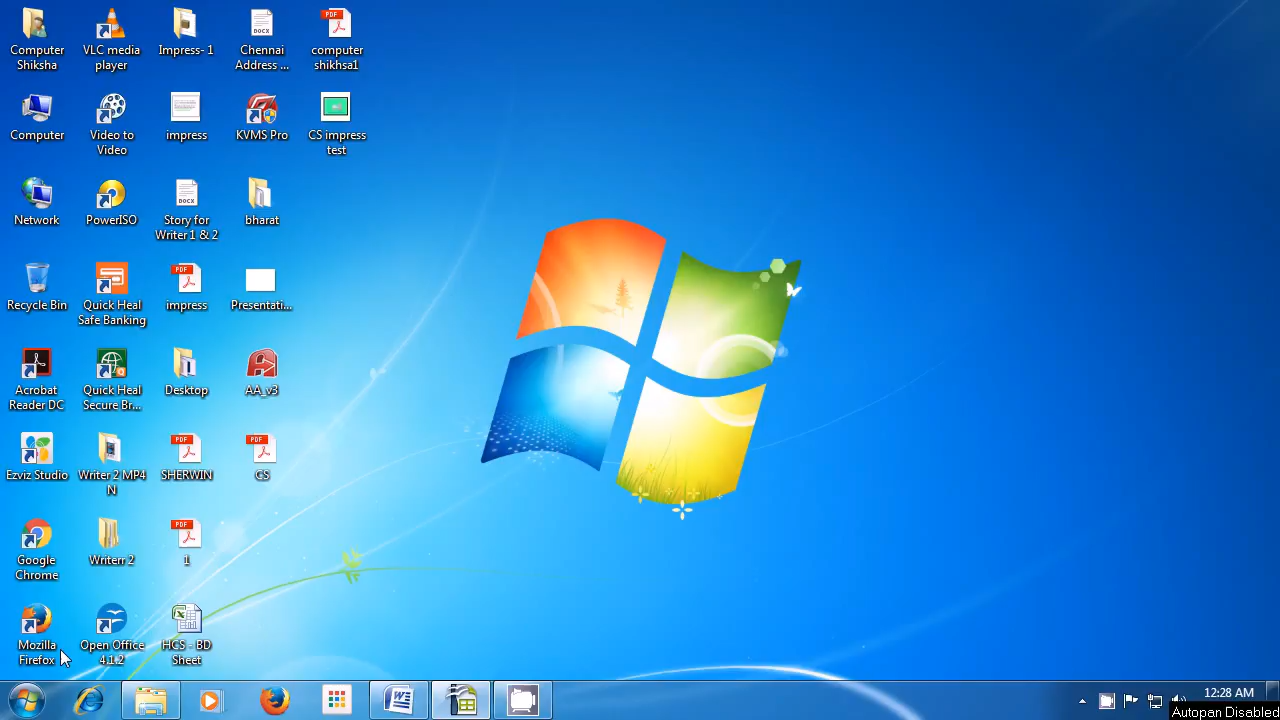 Computer
Shiksha
VLC media
player
Impress- 1
Chennai
Address ...
computer
shikhsa1
Computer
Video to
Video
impress
KVMS Pro
CS impress
test
Network
PowerISO
Story for
Writer 1 & 2
bharat
Recycle Bin
Quick Heal
Safe Banking
impress
Presentati...
Acrobat
Reader DC
Quick Heal
Secure Br...
Desktop
AA_v3
Ezviz Studio
Writer 2 MP4
N
SHERWIN
CS
Google
Chrome
Writerr 2
1
Mozilla
Firefox
Open Office
4.1.2
HCS - BD
Sheet
12:28 AM
Autopan Disabled